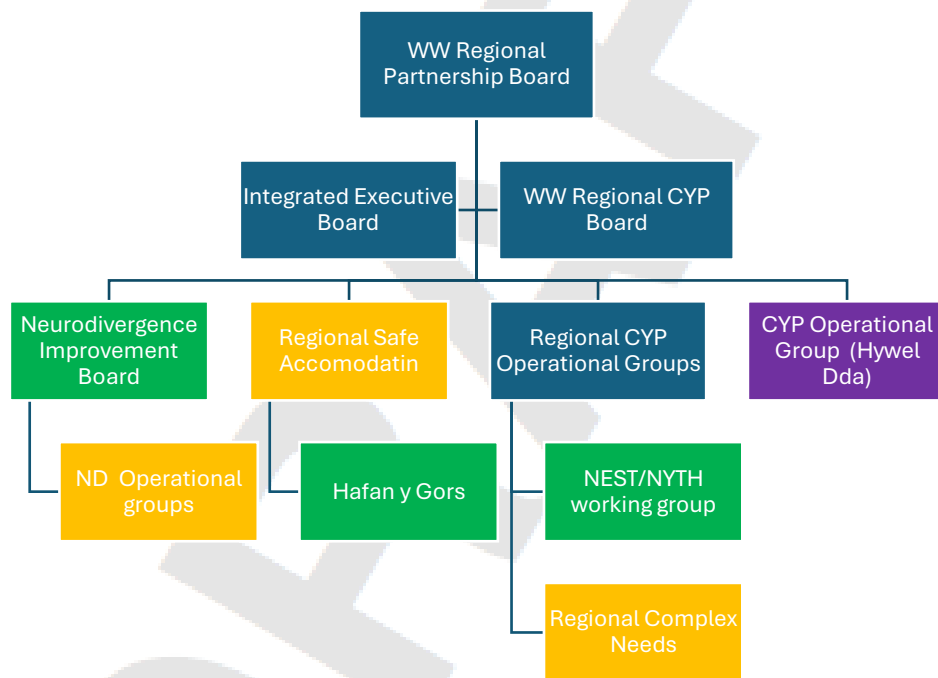 WW Regional
Partnership Board
Integrated Executive
Board
WW Regional CYP
Board
Neurodivergence
Improvement
Board
Regional Safe
Accomodatin
Regional CYP
Operational Groups
CYP Operational
Group (Hywel
Dda)
ND Operational
groups
Hafan y Gors
NEST/NYTH
working group
Regional Complex
Needs